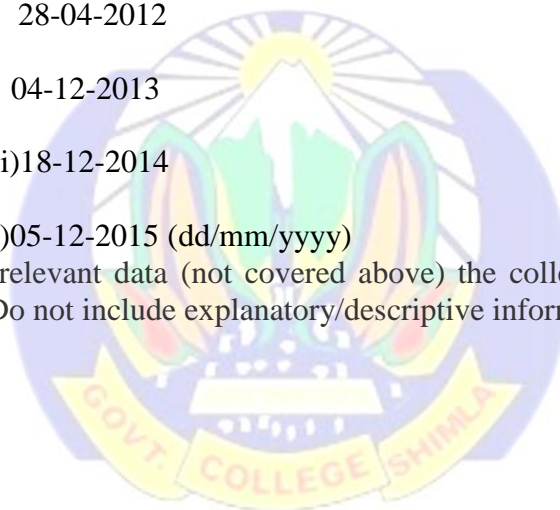 28-04-2012
04-12-2013
i)18-12-2014
)05-12-2015 (dd/mm/yyyy)
relevant data (not covered above) the colle
Do not include explanatory/descriptive inform
GOVT. COLLEGE SHIMLA